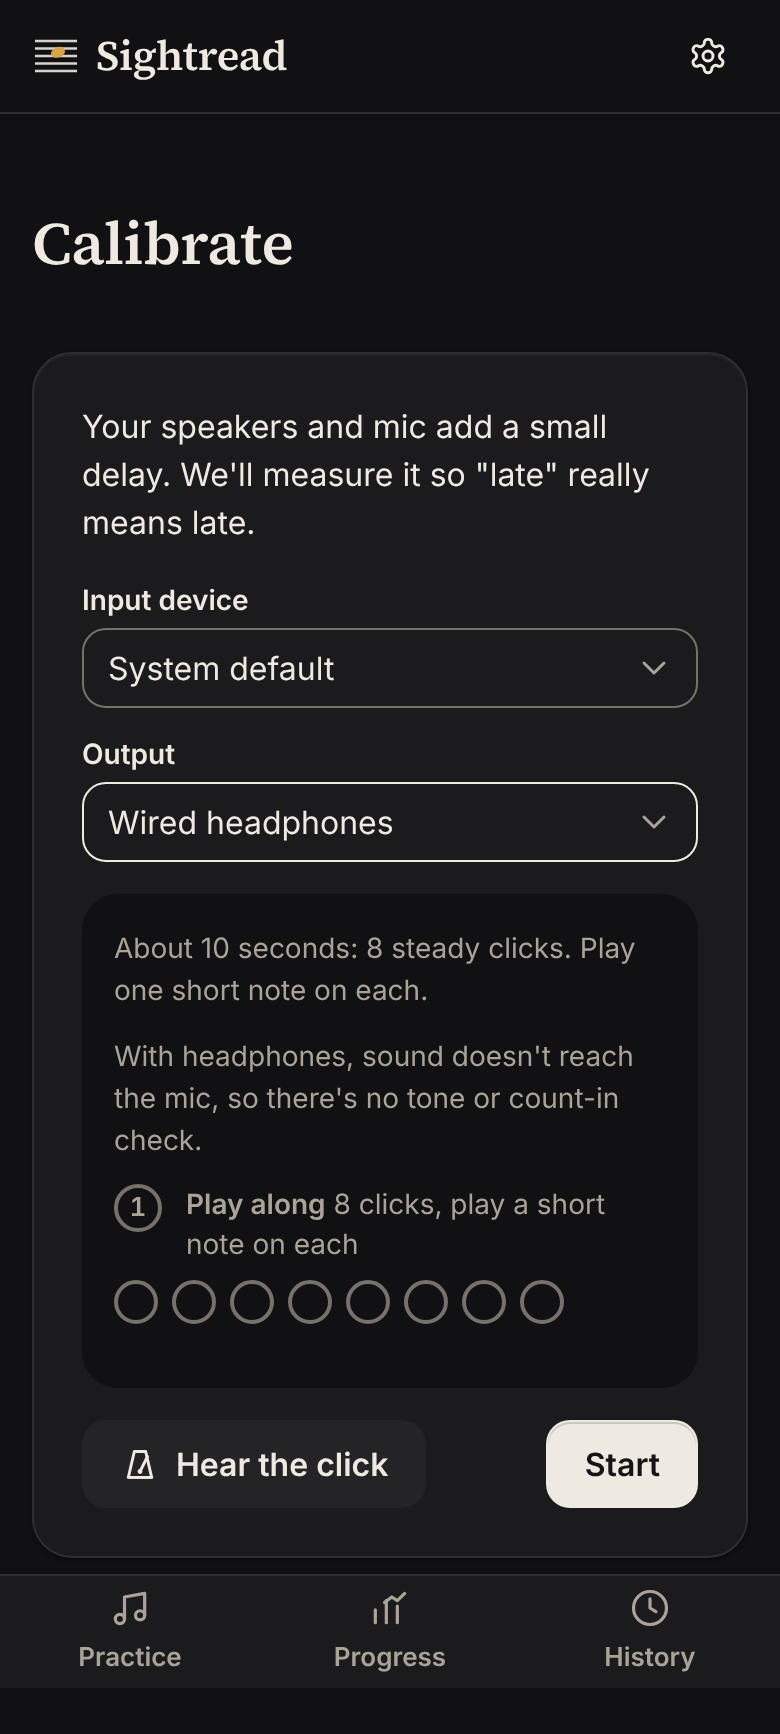 Sightread
Calibrate
Your speakers and mic add a small
delay. We'll measure it so "late" really
means late.
Input device
System default
Output
Wired headphones
About 10 seconds: 8 steady clicks. Play
one short note on each.
With headphones, sound doesn't reach
the mic, so there's no tone or count-in
check.
1 Play along 8 clicks, play a short
note on each
Hear the click
Start
Practice
Progress
History